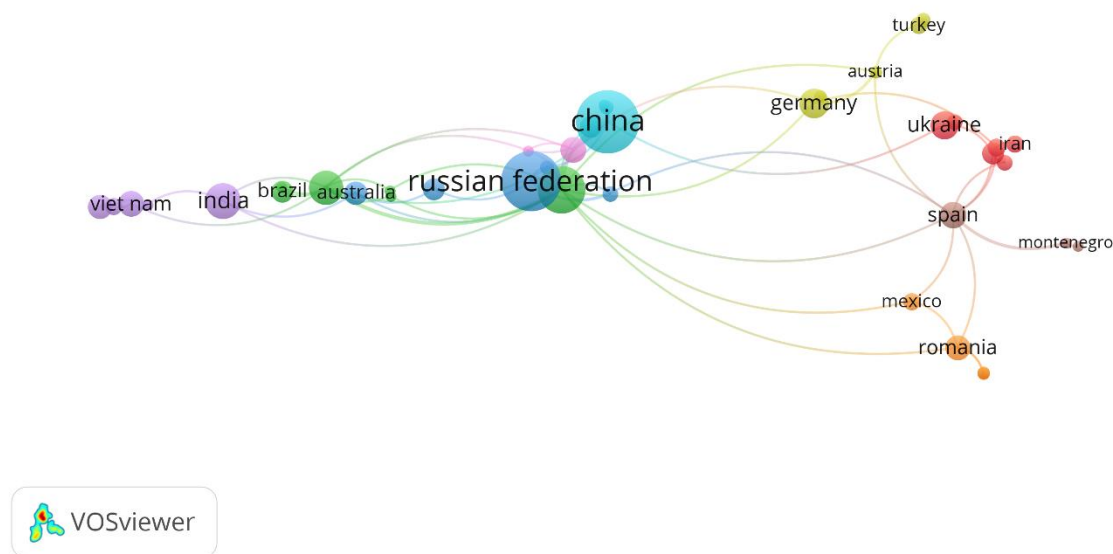 turkey
austria
germany
china
ukraine
iran
russian federation
brazil
australia
india
viet nam
spain
montenegro
mexico
romania
VOSviewer